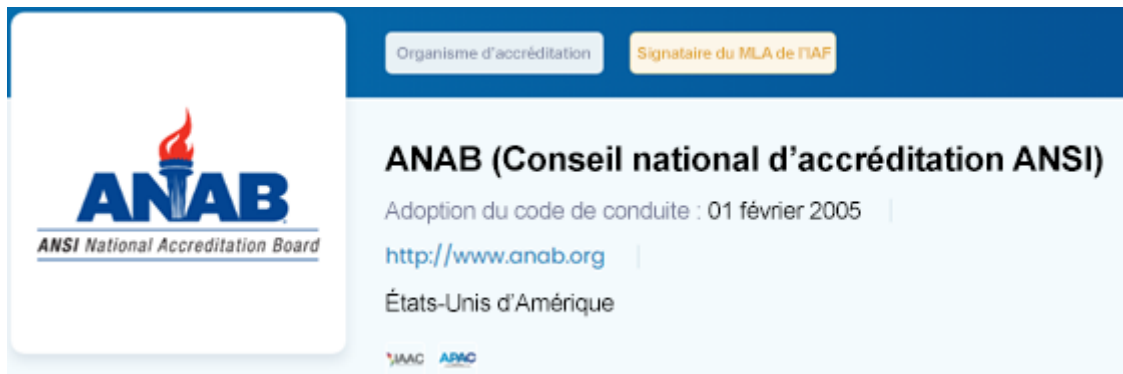 Organisme d'accréditation
Signataire du MLA de l'IAF
ANAB
ANSI National Accreditation Board
ANAB (Conseil national d’accréditation ANSI)
Adoption du code de conduite : 01 février 2005
http://www.anab.org
États-Unis d’Amérique
IAAC APAC